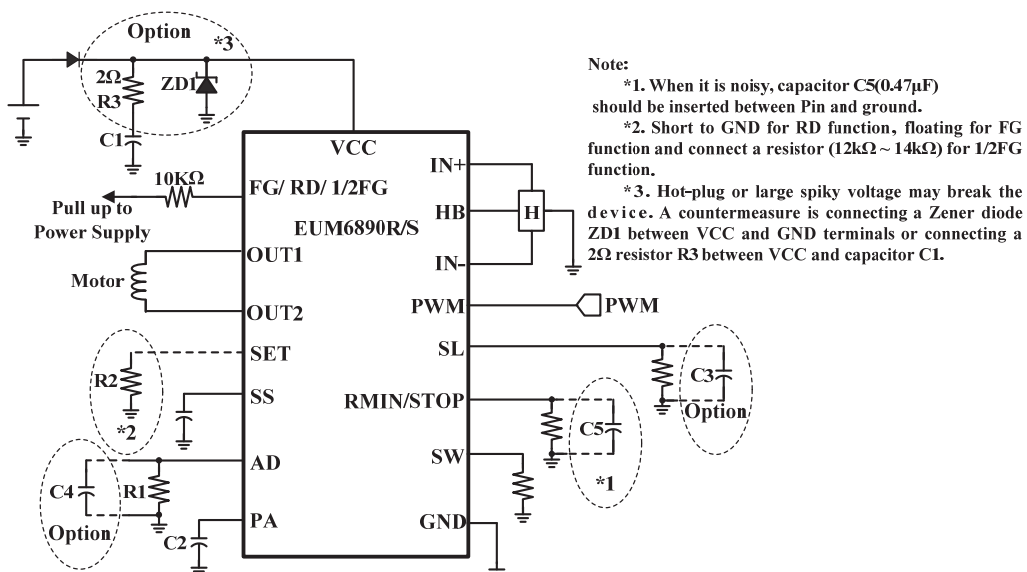 Option
*3
2Ω
R3
ZD1
C1
VCC
10KΩ
FG/ RD/ 1/2FG
Pull up to
Power Supply
EUM6890R/S
OUT1
Motor
OUT2
SET
R2
*2
SS
AD
C4
R1
Option
PA
C2
IN+
HB
H
IN-
PWM
PWM
SL
C3
Option
RMIN/STOP
C5
*1
SW
GND
Note:
*1. When it is noisy, capacitor C5(0.47μF)
should be inserted between Pin and ground.
*2. Short to GND for RD function, floating for FG
function and connect a resistor (12kΩ ~ 14kΩ) for 1/2FG
function.
*3. Hot-plug or large spiky voltage may break the
device. A countermeasure is connecting a Zener diode
ZD1 between VCC and GND terminals or connecting a
2Ω resistor R3 between VCC and capacitor C1.